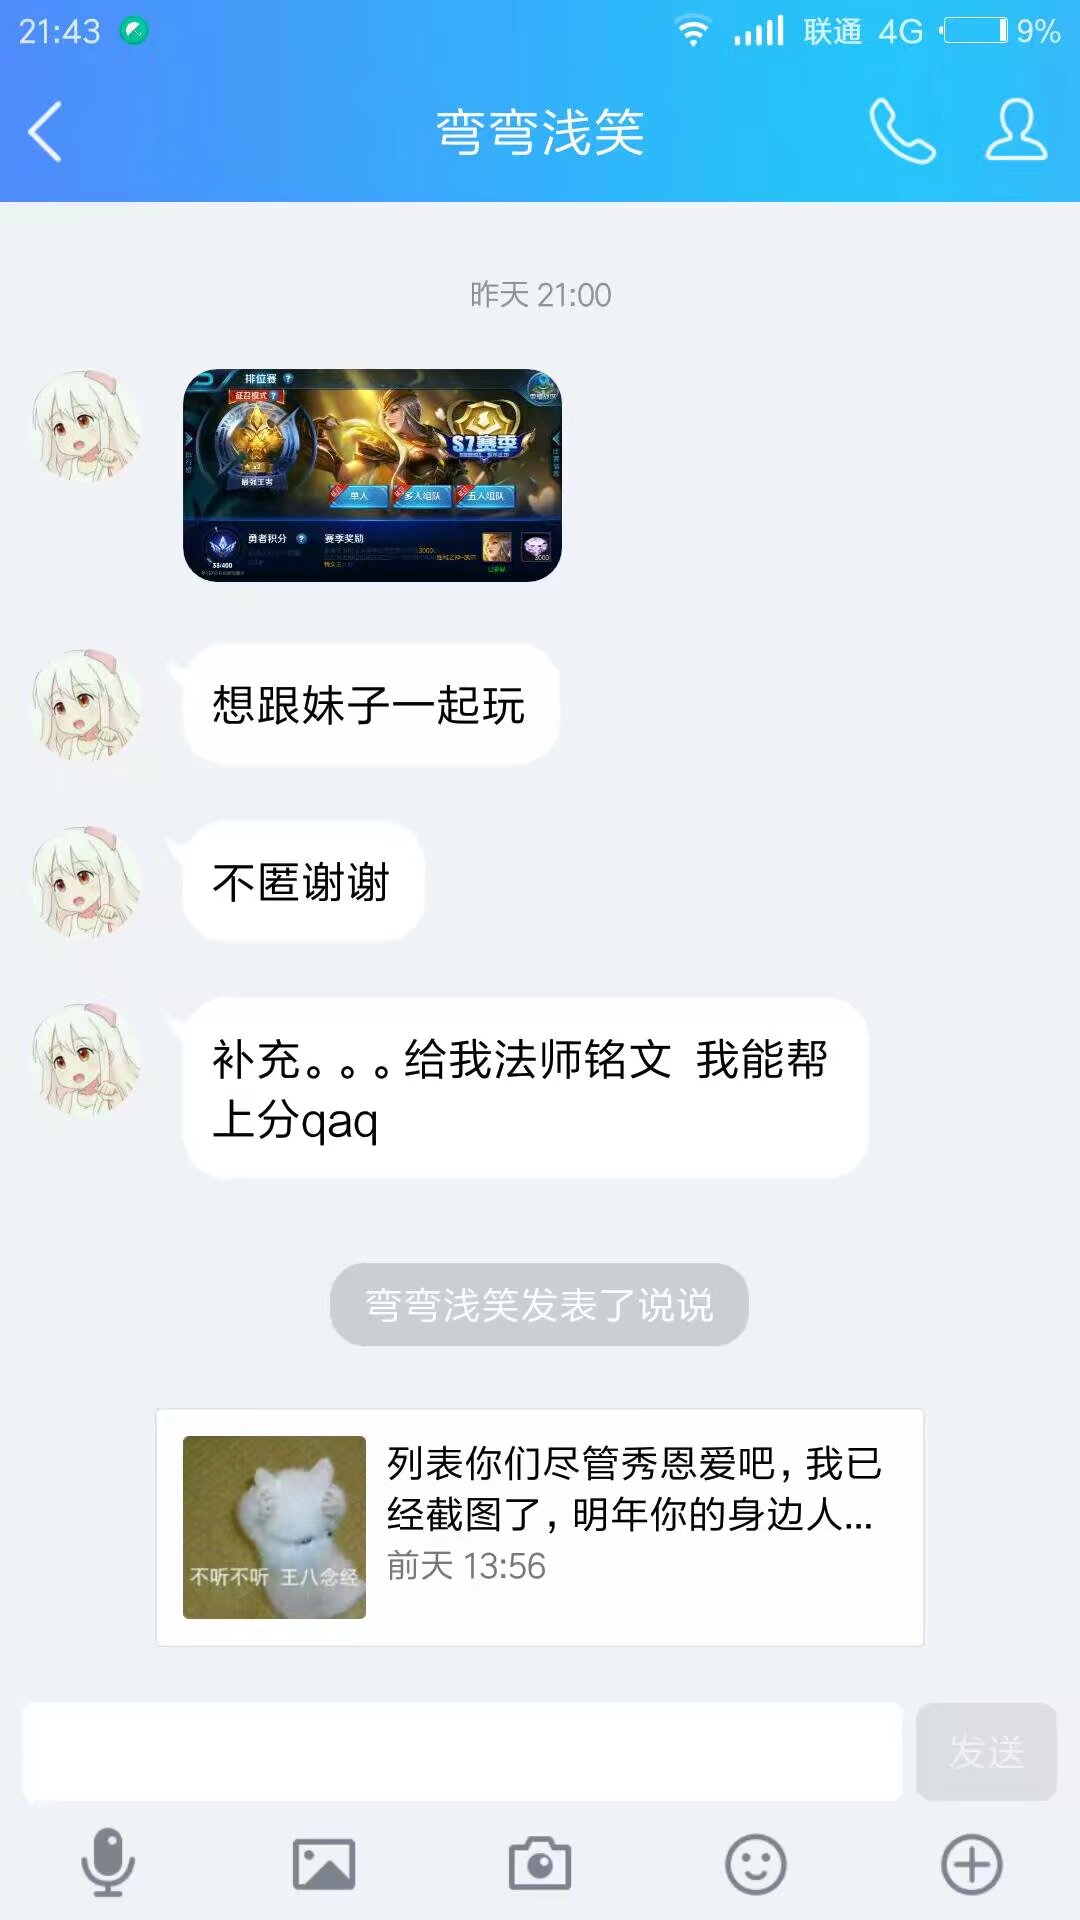 21:43
联通 4G 9%
弯弯浅笑
昨天 21:00
排位赛
征召模式
S7赛季
最强王者
单人
多人组队
五人组队
勇者积分
赛季奖励
33/400
3000
想跟妹子一起玩
不匿谢谢
补充。。。给我法师铭文 我能帮
上分qaq
弯弯浅笑发表了说说
列表你们尽管秀恩爱吧，我已
经截图了，明年你的身边人...
前天 13:56
不听不听 王八念经
发送